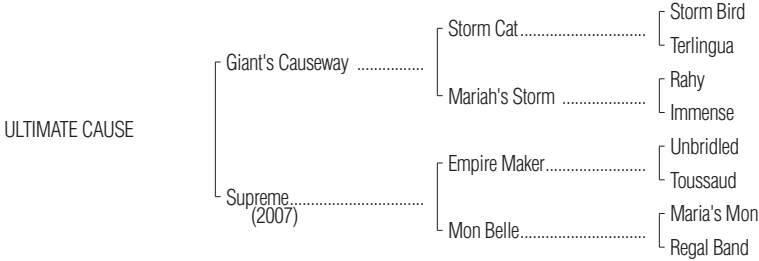 Storm Bird
Storm Cat..............................
Terlingua
Giant's Causeway ................
Rahy
Mariah's Storm ....................
Immense
ULTIMATE CAUSE
Unbridled
Empire Maker........................
Toussaud
Supreme................................
(2007)
Maria's Mon
Mon Belle..............................
Regal Band